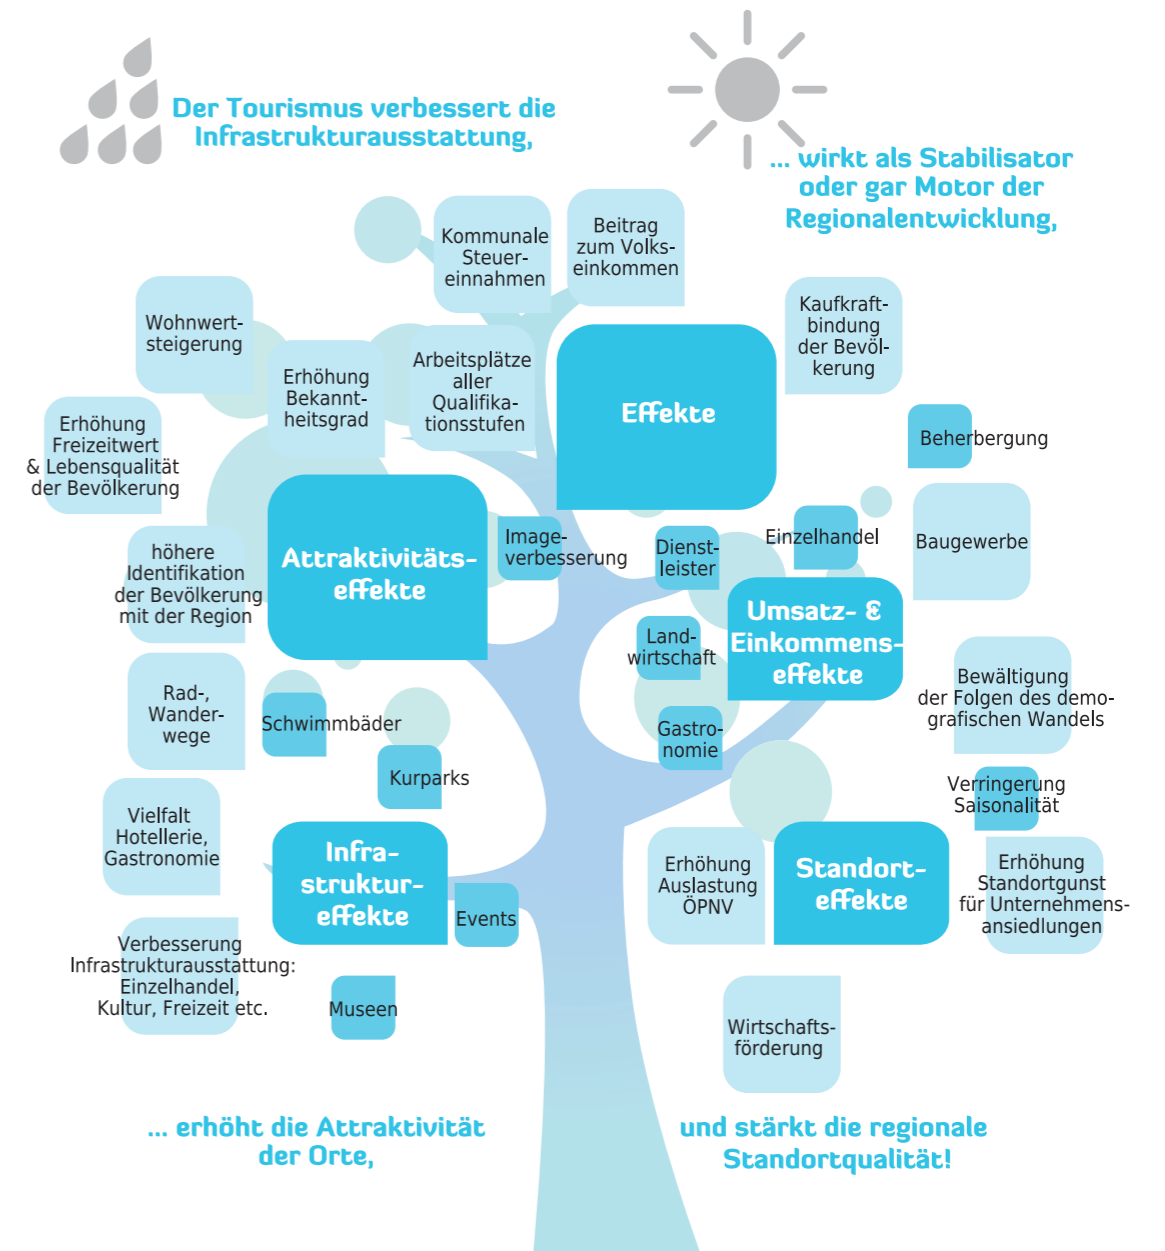 Der Tourismus verbessert die
Infrastrukturausstattung,
... wirkt als Stabilisator
oder gar Motor der
Regionalentwicklung,
Kommunale
Steuer-
einnahmen
Beitrag
zum Volks-
einkommen
Kaufkraft-
bindung
der Bevöl-
kerung
Wohnwert-
steigerung
Erhöhung
Bekannt-
heitsgrad
Arbeitsplätze
aller
Qualifika-
tionsstufen
Effekte
Erhöhung
Freizeitwert
& Lebensqualität
der Bevölkerung
Beherbergung
Attraktivitäts-
effekte
Image-
verbesserung
Dienst-
leister
Einzelhandel
Baugewerbe
höhere
Identifikation
der Bevölkerung
mit der Region
Umsatz- &
Einkommens-
effekte
Land-
wirtschaft
Rad-,
Wander-
wege
Schwimmbäder
Gastro-
nomie
Bewältigung
der Folgen des demo-
grafischen Wandels
Kurparks
Verringerung
Saisonalität
Vielfalt
Hotellerie,
Gastronomie
Infra-
struktur-
effekte
Events
Erhöhung
Auslastung
ÖPNV
Standort-
effekte
Erhöhung
Standortgunst
für Unternehmens-
ansiedlungen
Verbesserung
Infrastrukturausstattung:
Einzelhandel,
Kultur, Freizeit etc.
Museen
Wirtschafts-
förderung
... erhöht die Attraktivität
der Orte,
und stärkt die regionale
Standortqualität!